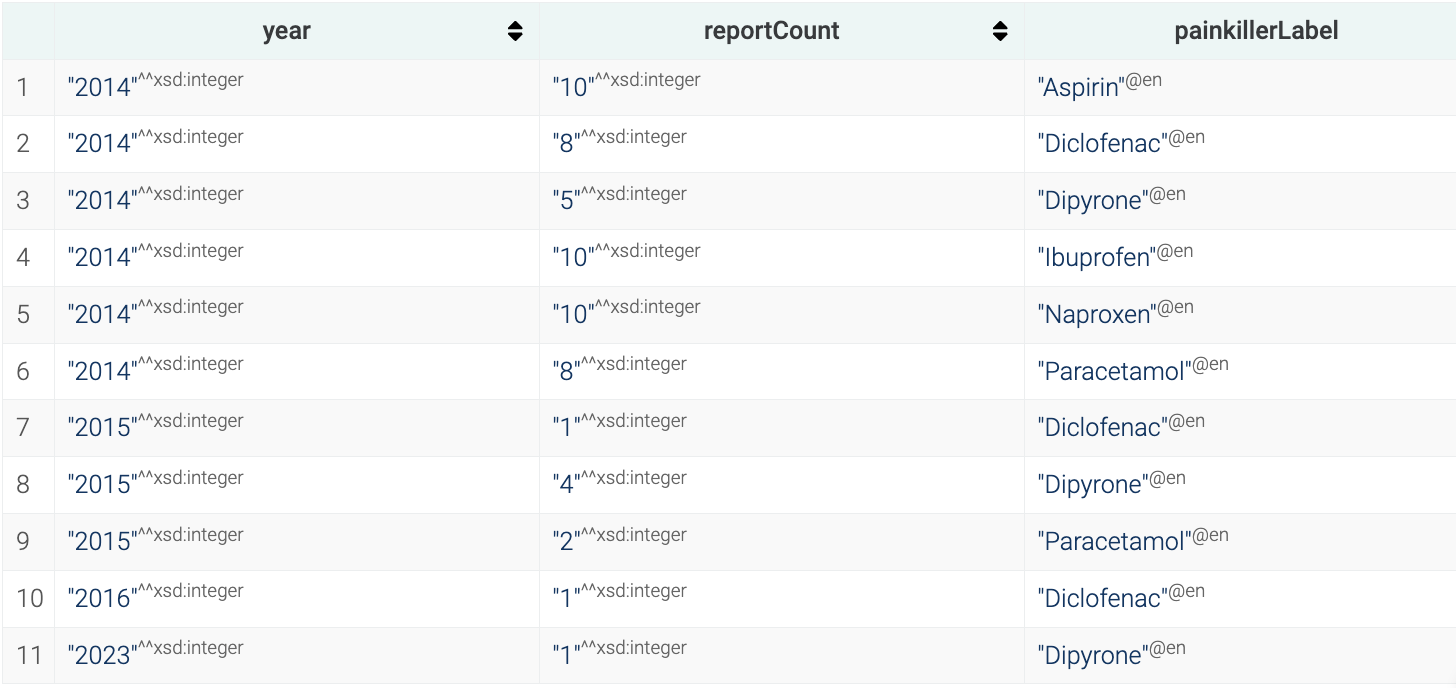 year reportCount painkillerLabel
1 "2014"^^xsd:integer "10"^^xsd:integer "Aspirin"@en
2 "2014"^^xsd:integer "8"^^xsd:integer "Diclofenac"@en
3 "2014"^^xsd:integer "5"^^xsd:integer "Dipyrone"@en
4 "2014"^^xsd:integer "10"^^xsd:integer "Ibuprofen"@en
5 "2014"^^xsd:integer "10"^^xsd:integer "Naproxen"@en
6 "2014"^^xsd:integer "8"^^xsd:integer "Paracetamol"@en
7 "2015"^^xsd:integer "1"^^xsd:integer "Diclofenac"@en
8 "2015"^^xsd:integer "4"^^xsd:integer "Dipyrone"@en
9 "2015"^^xsd:integer "2"^^xsd:integer "Paracetamol"@en
10 "2016"^^xsd:integer "1"^^xsd:integer "Diclofenac"@en
11 "2023"^^xsd:integer "1"^^xsd:integer "Dipyrone"@en